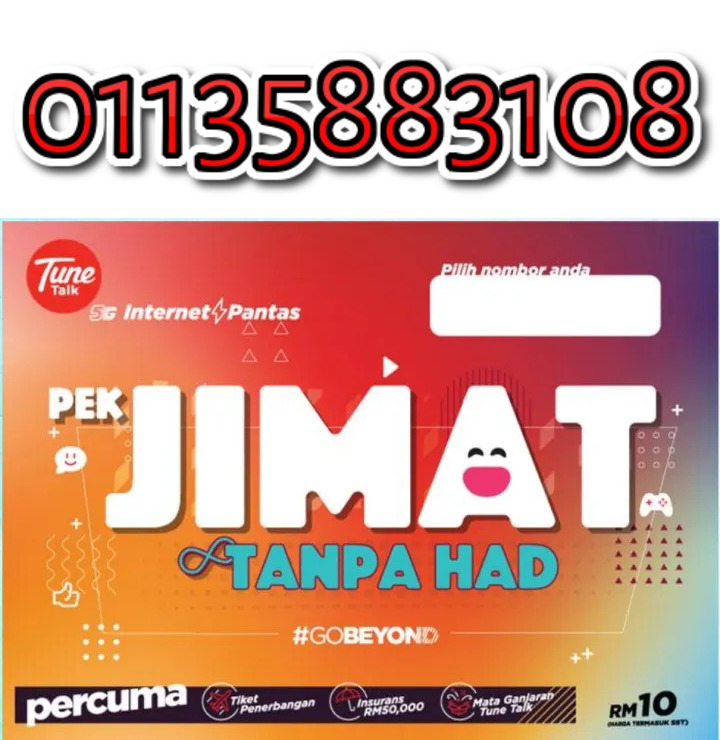 01135883108
Tune
Talk
5G Internet Pantas
Pilih nombor anda
PEK JIMAT
TANPA HAD
#GOBEYOND
percuma
Tiket
Penerbangan
Insurans
RM50,000
Mata Ganjaran
Tune Talk
RM10
(HARGA TERMASUK SST)